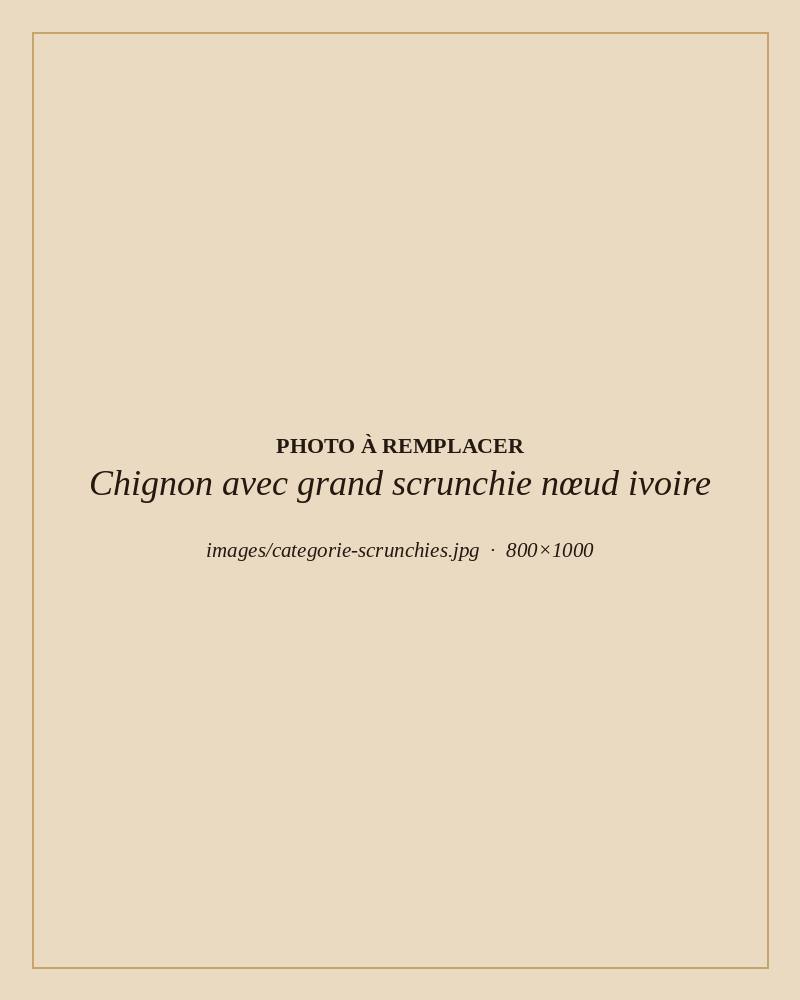 PHOTO À REMPLACER
Chignon avec grand scrunchie nœud ivoire
images/categorie-scrunchies.jpg · 800×1000